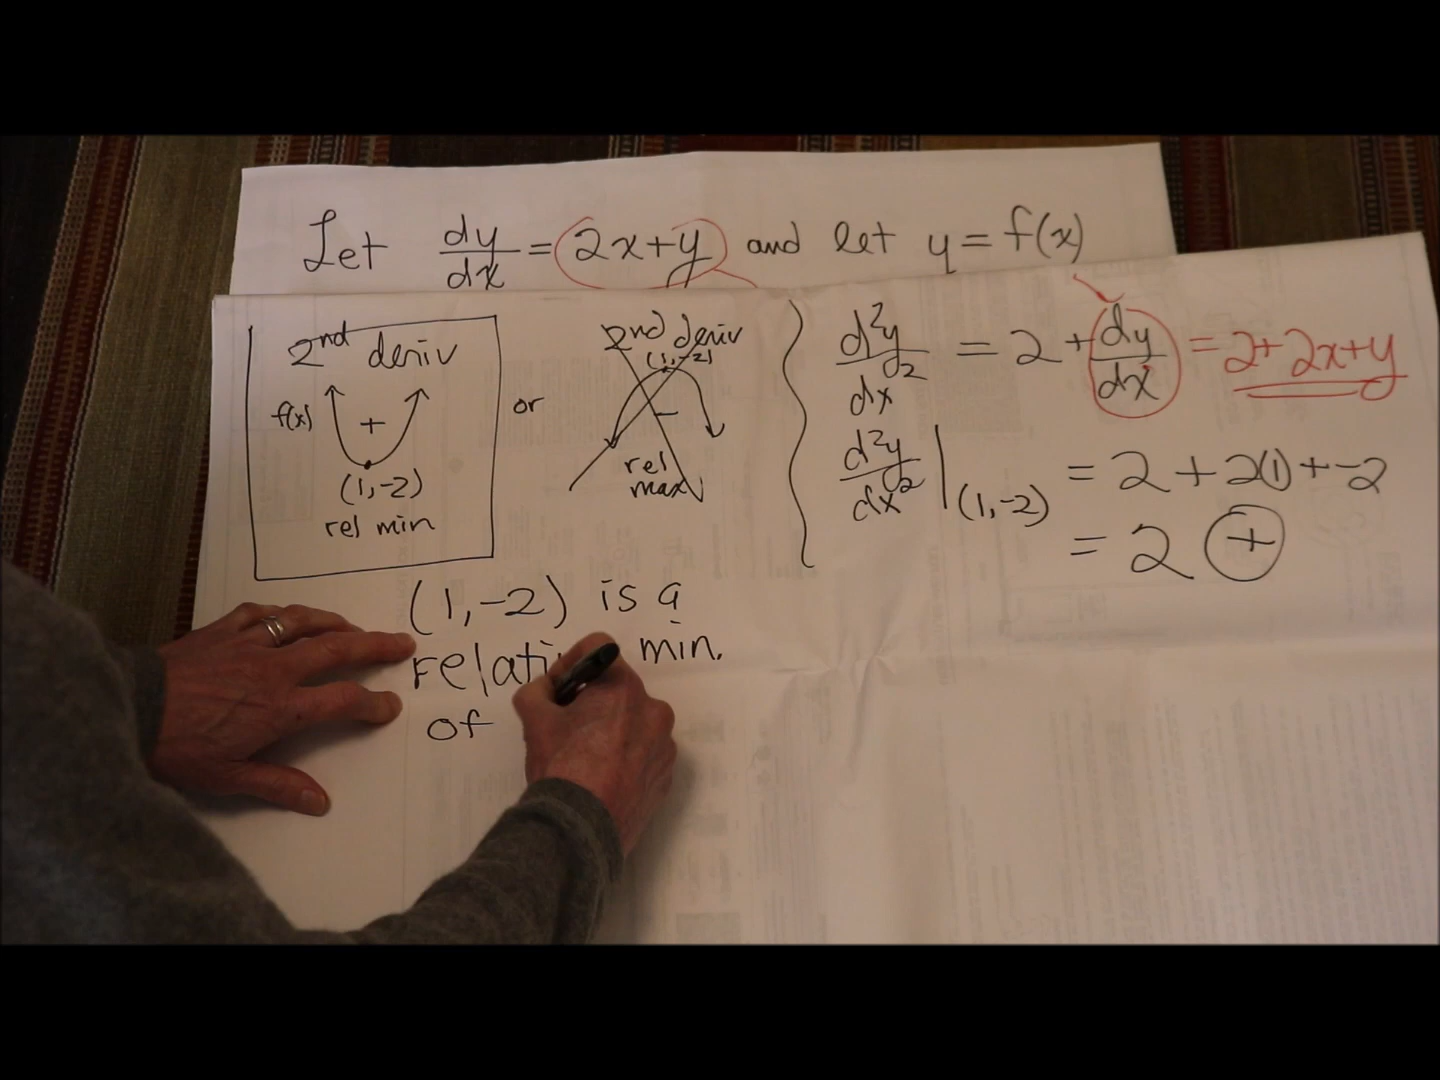 Let dy/dx = 2x+y and let y = f(x)
2nd deriv
f(x) +
(1,-2)
rel min
or
2nd deriv
(1,-2)
−
rel
max
d²y/dx² = 2 + dy/dx = 2 + 2x+y
d²y/dx² |(1,-2) = 2 + 2(1) + -2
= 2 +
(1,-2) is a
min.
of